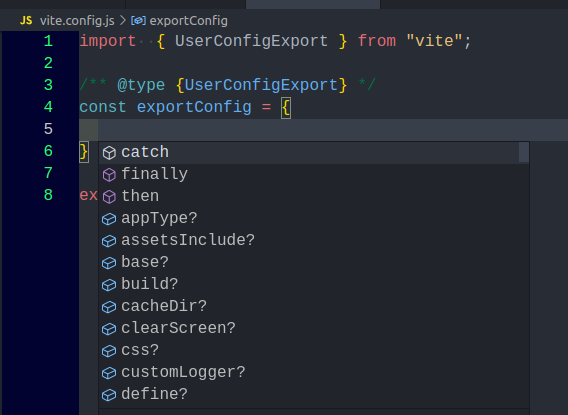 JS vite.config.js > exportConfig
1 import { UserConfigExport } from "vite";
2
3 /** @type {UserConfigExport} */
4 const exportConfig = {
5
6 }
7
8 ex
catch
finally
then
appType?
assetsInclude?
base?
build?
cacheDir?
clearScreen?
css?
customLogger?
define?